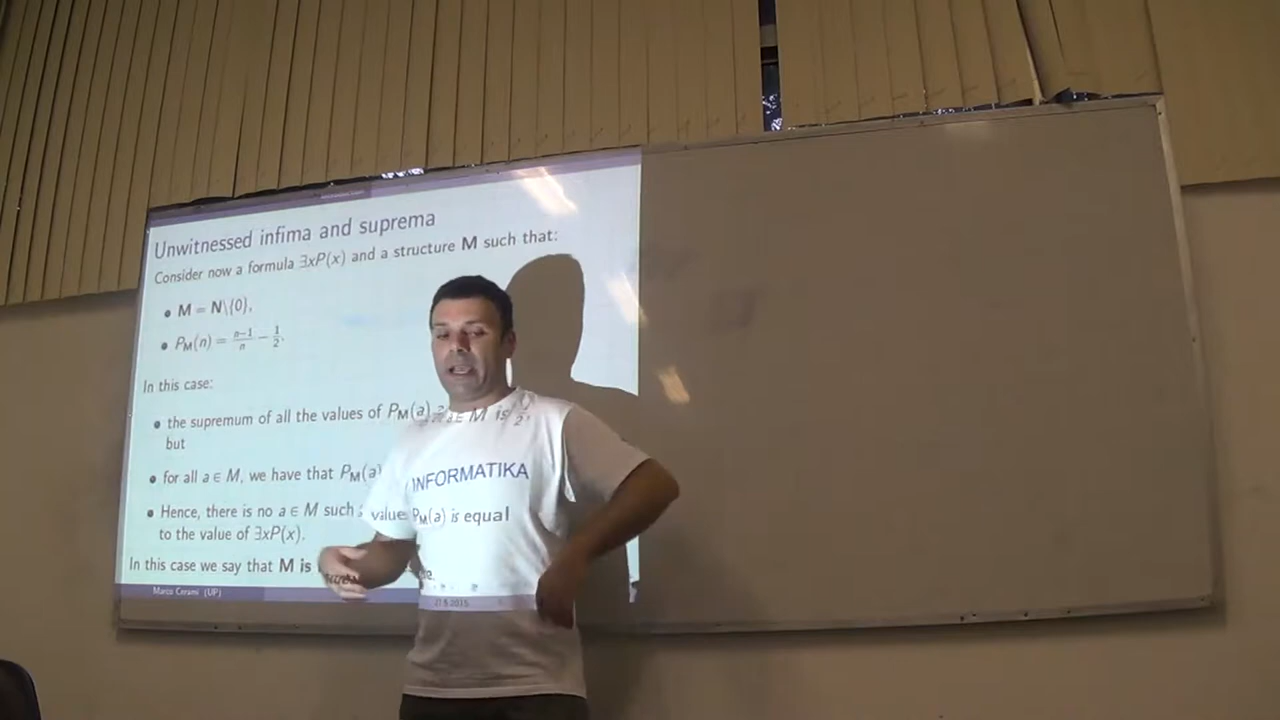 Unwitnessed infima and suprema
Consider now a formula ∃xP(x) and a structure M such that:
• M = N\{0},
• P_M(n) = n−1/n − 1/2,
In this case:
• the supremum of all the values of P_M(a), a ∈ M is 1/2,
but
• for all a ∈ M, we have that P_M(a)
INFORMATIKA
• Hence, there is no a ∈ M such value P_M(a) is equal
to the value of ∃xP(x).
In this case we say that M is
Marco Cerami (UP)
27.5.2015